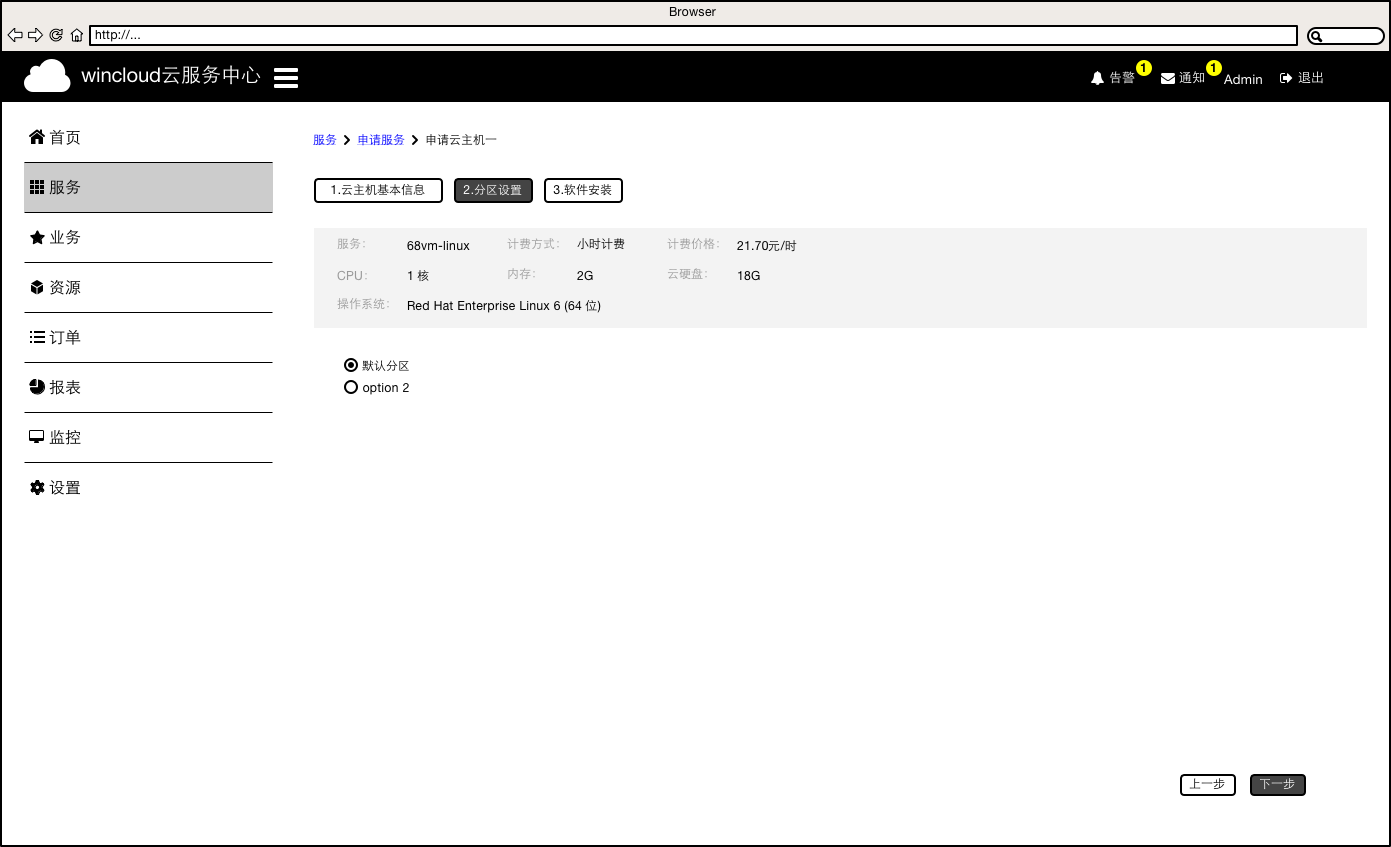 Browser
http://...
wincloud云服务中心
告警 1 通知 1 Admin 退出
首页
服务
业务
资源
订单
报表
监控
设置
服务 申请服务 申请云主机一
1.云主机基本信息 2.分区设置 3.软件安装
服务: 68vm-linux 计费方式: 小时计费 计费价格: 21.70元/时
CPU: 1 核 内存: 2G 云硬盘: 18G
操作系统: Red Hat Enterprise Linux 6 (64 位)
默认分区
option 2
上一步 下一步